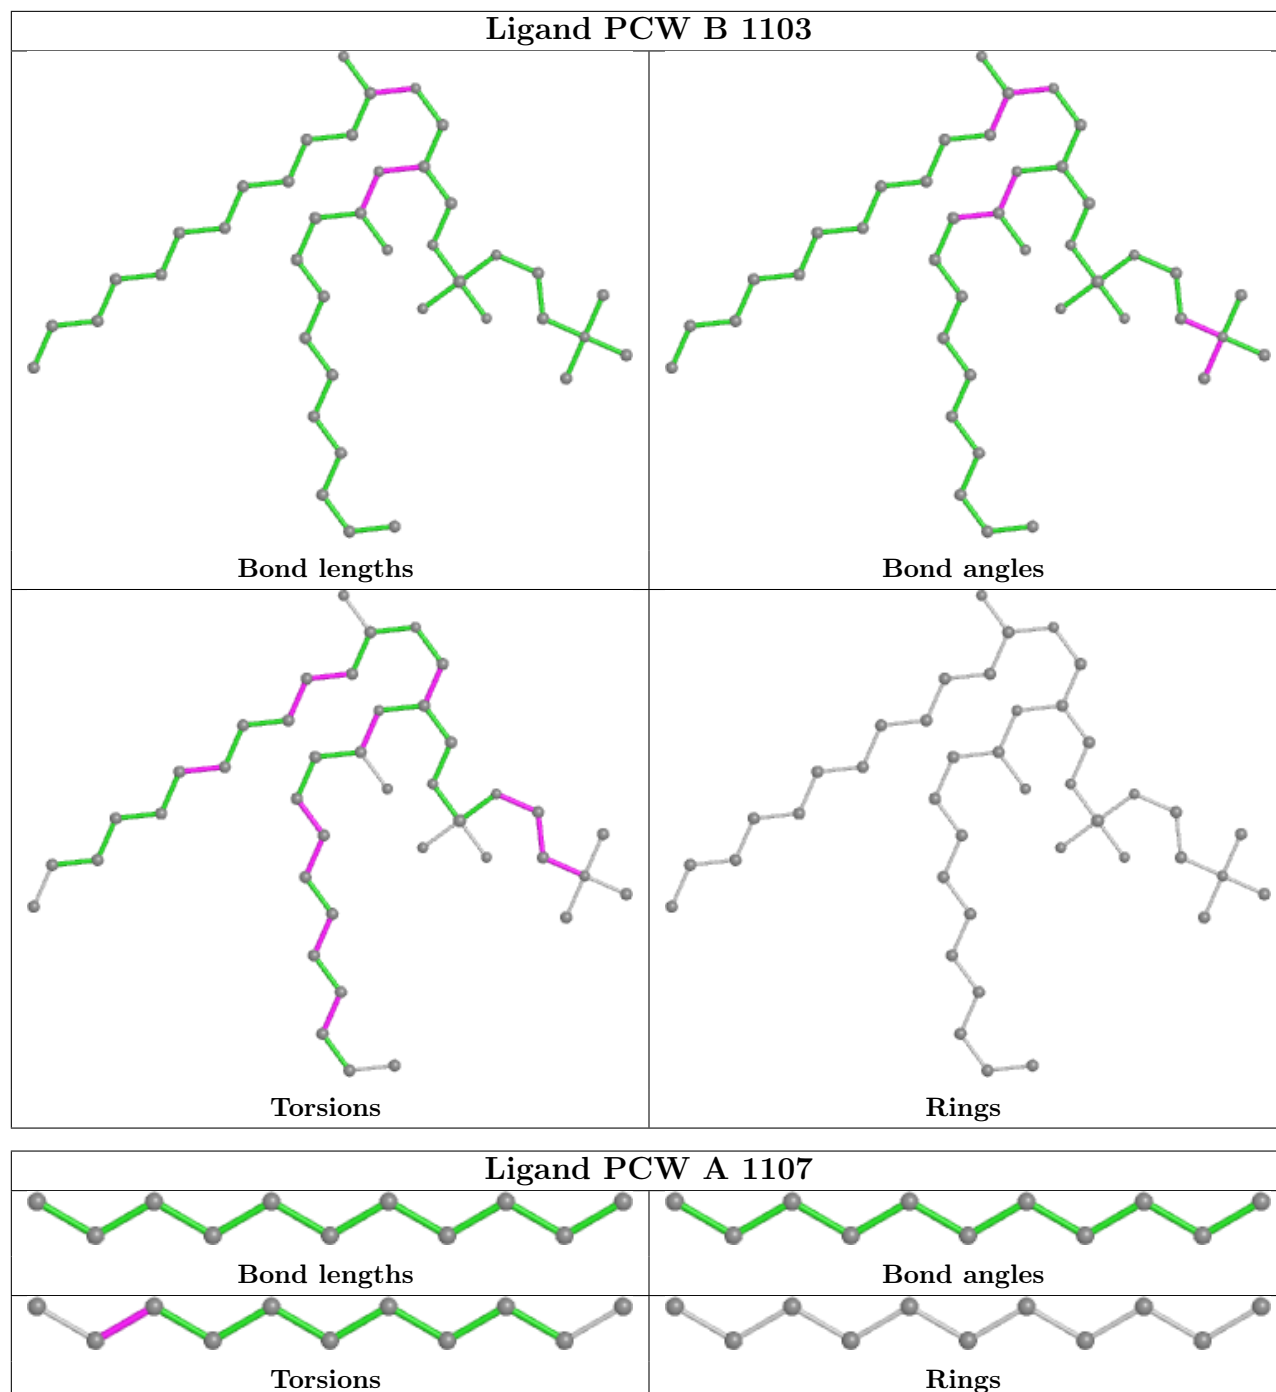 Ligand PCW B 1103
Bond lengths
Bond angles
Torsions
Rings
Ligand PCW A 1107
Bond lengths
Bond angles
Torsions
Rings